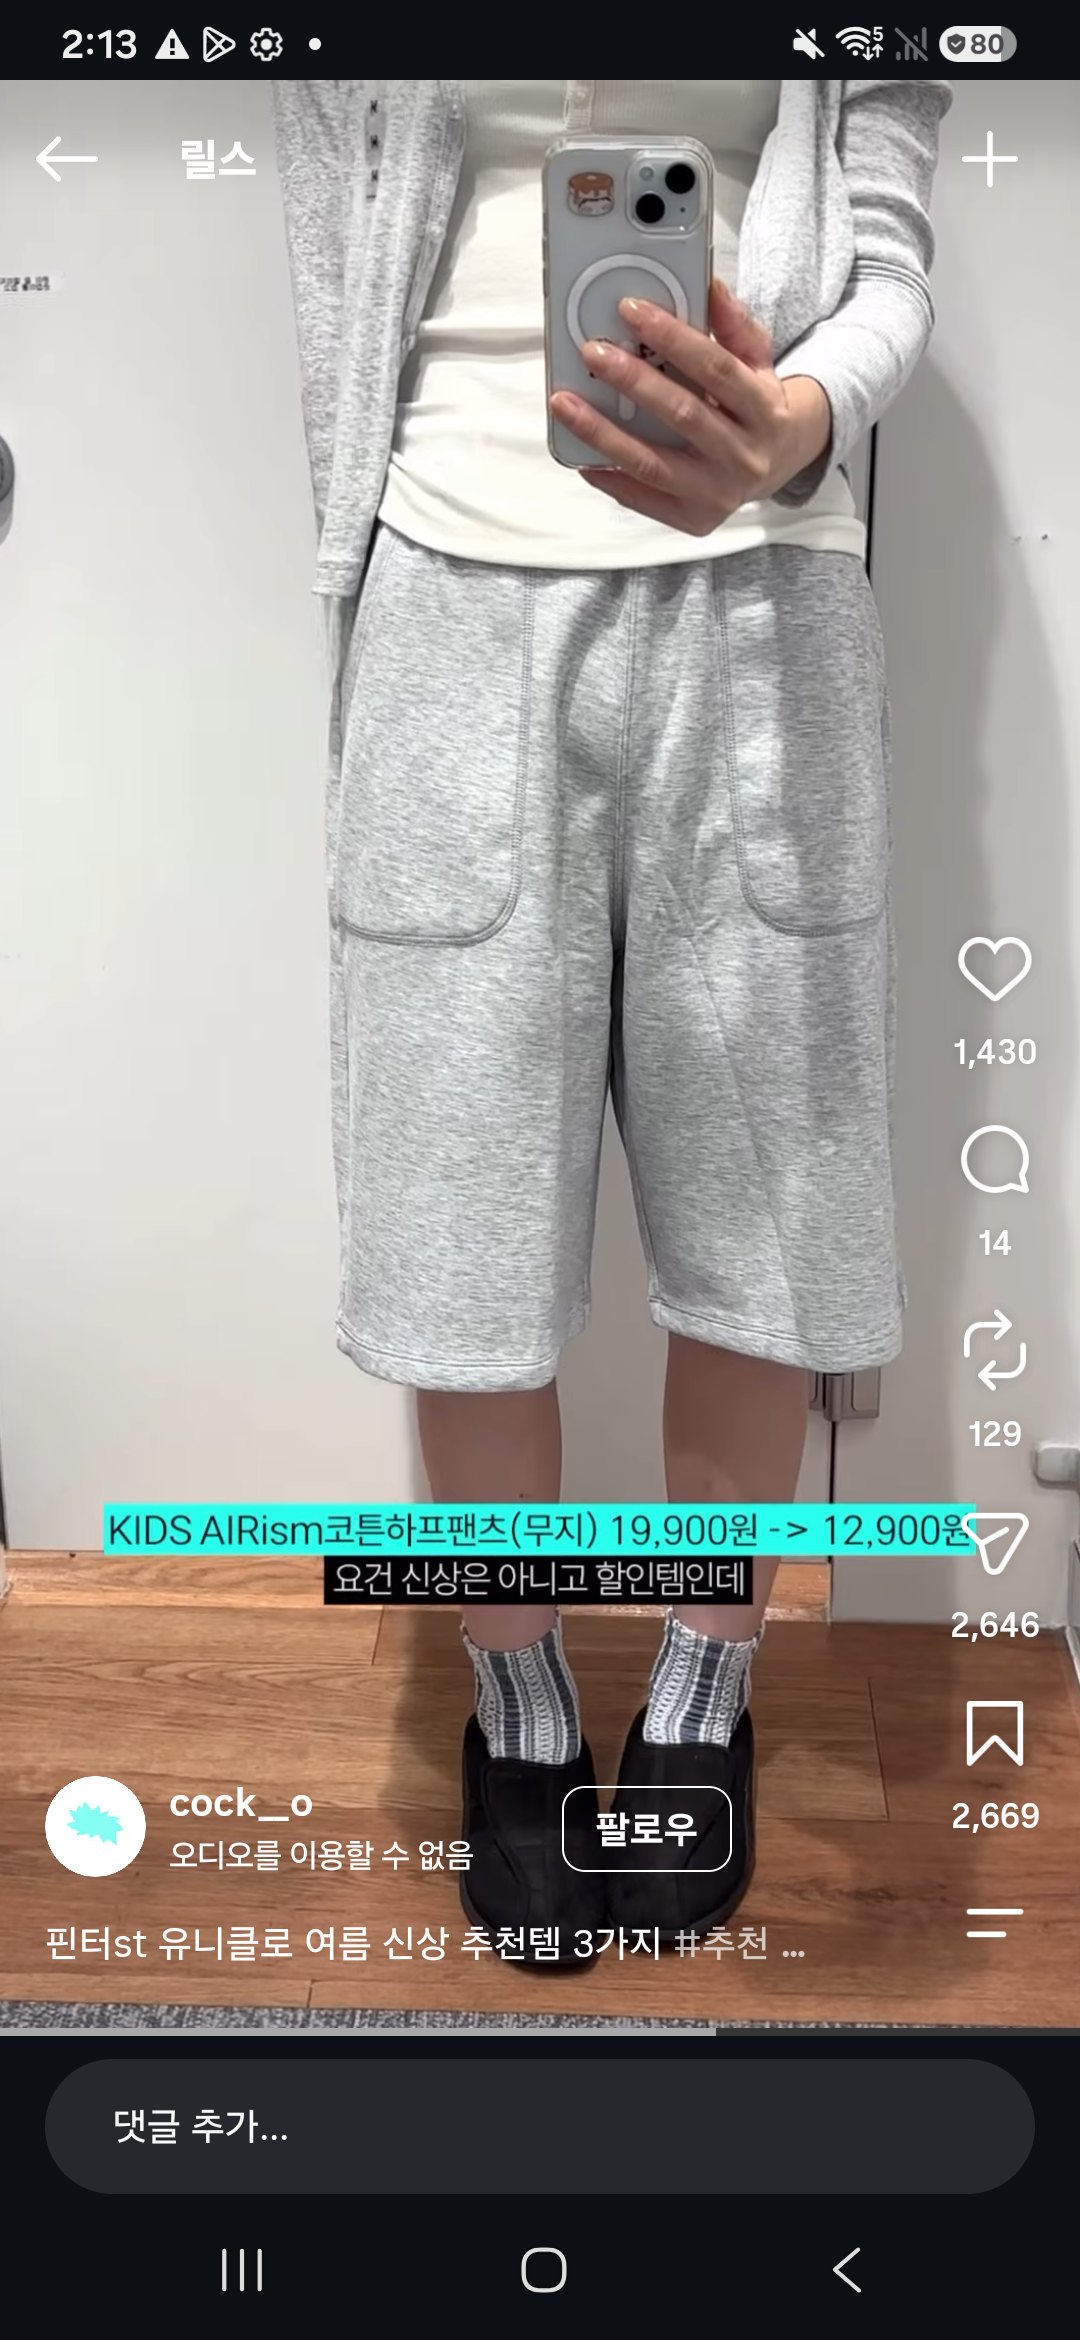 2:13
5
80
릴스
1,430
14
129
KIDS AIRism코튼하프팬츠(무지) 19,900원 -> 12,900원
요건 신상은 아니고 할인템인데
2,646
2,669
cock__o
오디오를 이용할 수 없음
팔로우
핀터st 유니클로 여름 신상 추천템 3가지 #추천 ...
댓글 추가...